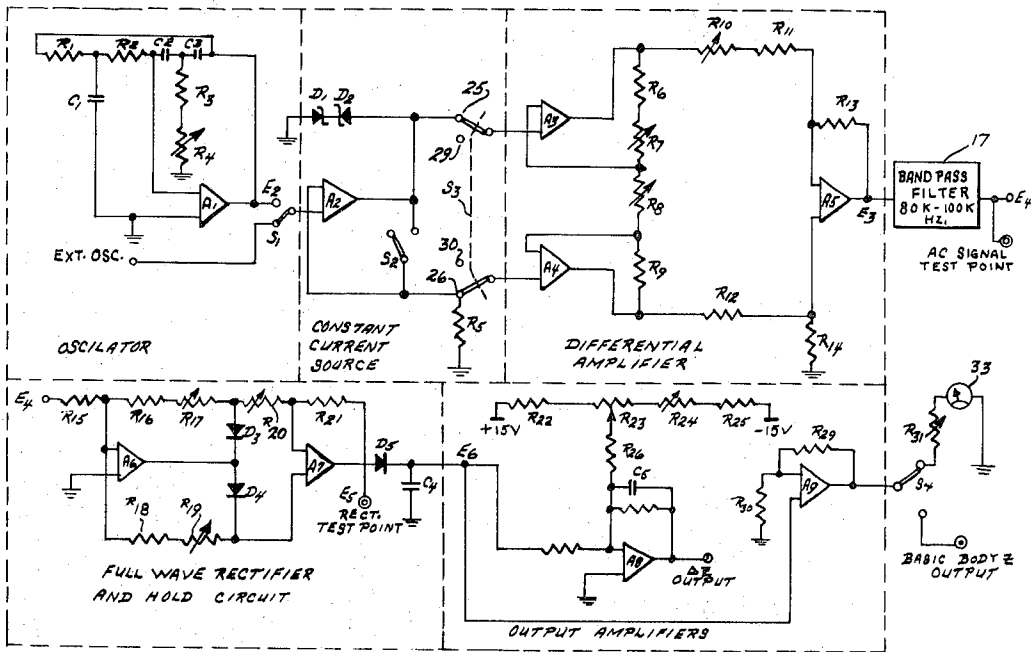 R1 R2 C2 C3
C1
R3
R4
A1
E2
S1
EXT. OSC.
OSCILATOR
D1 D2
A2
S2
CONSTANT
CURRENT
SOURCE
25
29
S3
30
26
R5
A3
A4
R6
R7
R8
R9
R10 R11
R12
R13
A5
E3
R14
DIFFERENTIAL
AMPLIFIER
17
BAND PASS
FILTER
80K-100K
HZ.
E4
AC SIGNAL
TEST POINT
E4
R15 R16 R17 R20 R21
D3
A6
D4
R18 R19
A7
D5
E5
RECT.
TEST POINT
C4
FULL WAVE RECTIFIER
AND HOLD CIRCUIT
E6
+15V
R22 R23 R24 R25
-15V
R26
C5
A8
ΔZ
OUTPUT
R29
R30
A9
OUTPUT AMPLIFIERS
S4
R31
33
BASIC BODY Z
OUTPUT